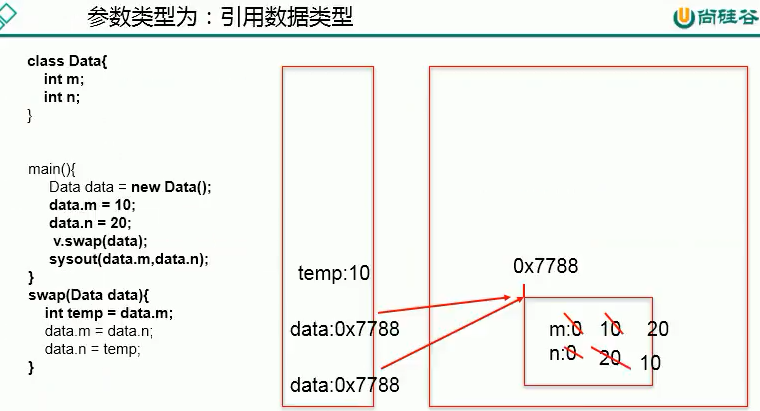 参数类型为：引用数据类型
尚硅谷
class Data{
int m;
int n;
}
main(){
Data data = new Data();
data.m = 10;
data.n = 20;
v.swap(data);
sysout(data.m,data.n);
}
swap(Data data){
int temp = data.m;
data.m = data.n;
data.n = temp;
}
temp:10
data:0x7788
data:0x7788
0x7788
m:0 10 20
n:0 20 10